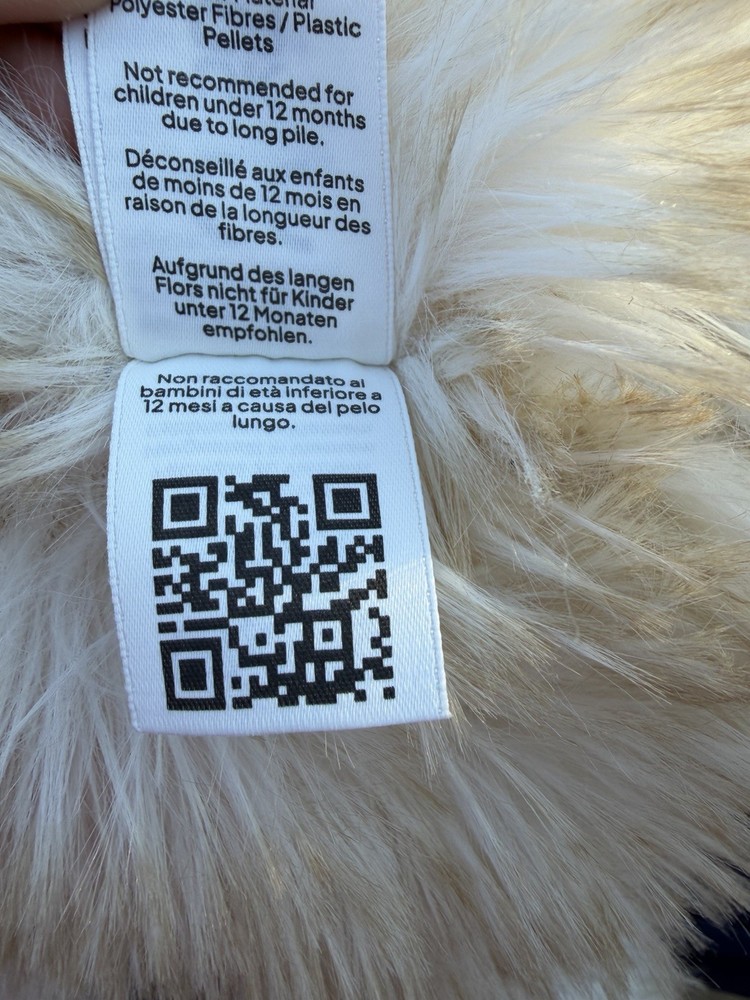 Polyester Fibres / Plastic
Pellets
Not recommended for
children under 12 months
due to long pile.
Déconseillé aux enfants
de moins de 12 mois en
raison de la longueur des
fibres.
Aufgrund des langen
Flors nicht für Kinder
unter 12 Monaten
empfohlen.
Non raccomandato ai
bambini di età inferiore a
12 mesi a causa del pelo
lungo.